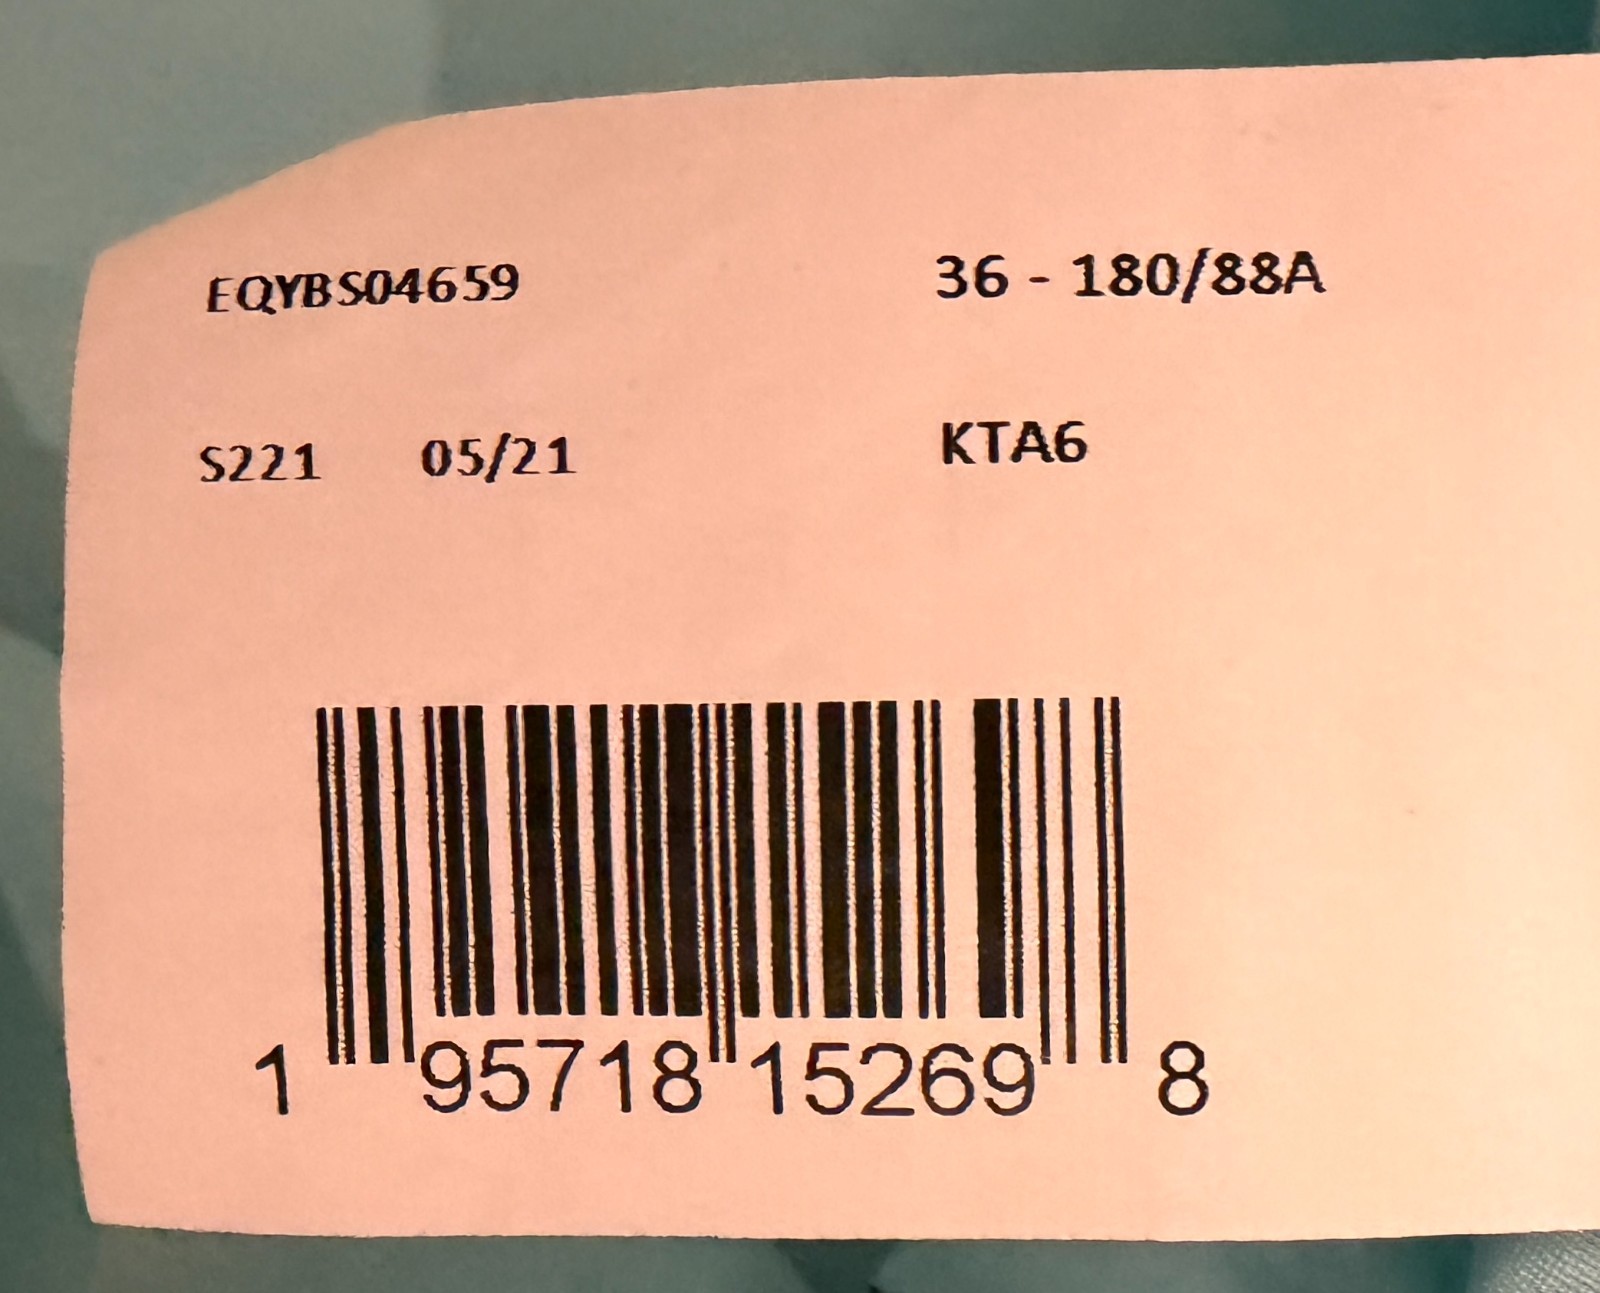 EQYBS04659 36 - 180/88A
S221 05/21 KTA6
1 95718 15269 8